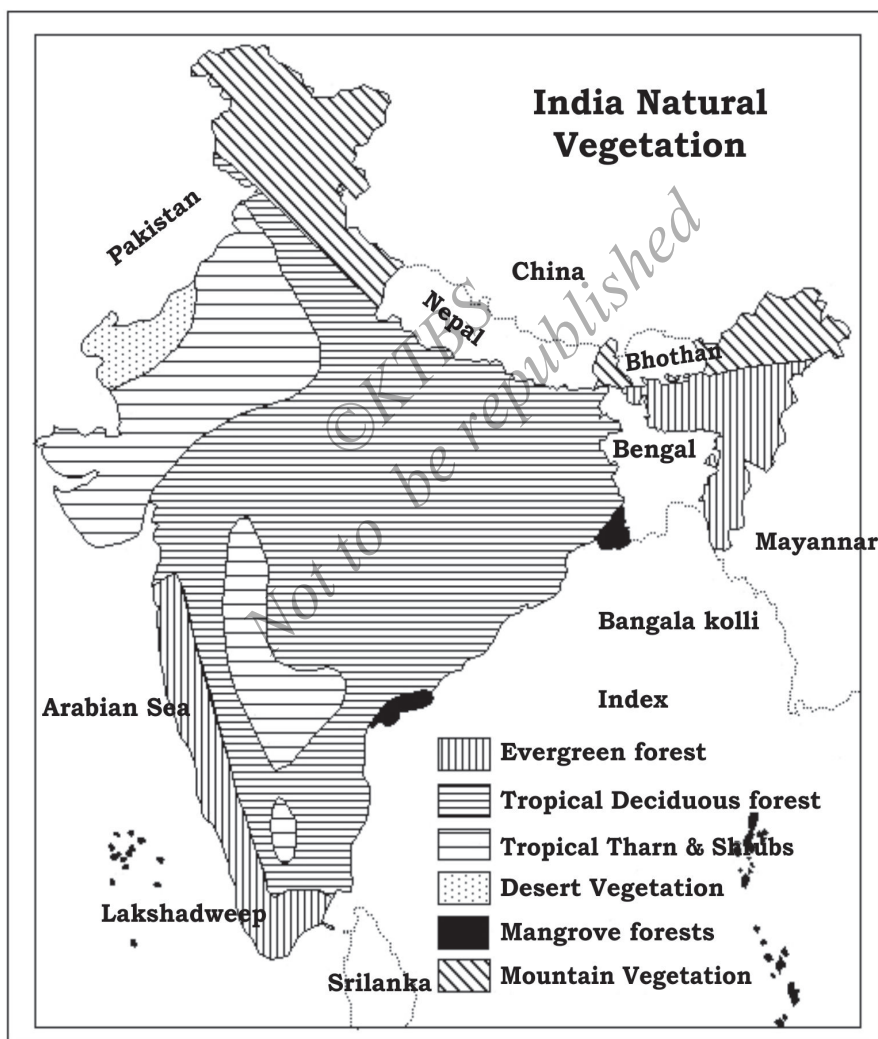 India Natural
Vegetation
Pakistan
China
Nepal
Bhothan
Bengal
Mayannar
Bangala kolli
Arabian Sea
Index
Evergreen forest
Tropical Deciduous forest
Tropical Tharn & Shrubs
Desert Vegetation
Lakshadweep
Mangrove forests
Srilanka
Mountain Vegetation
©KTBS
Not to be republished